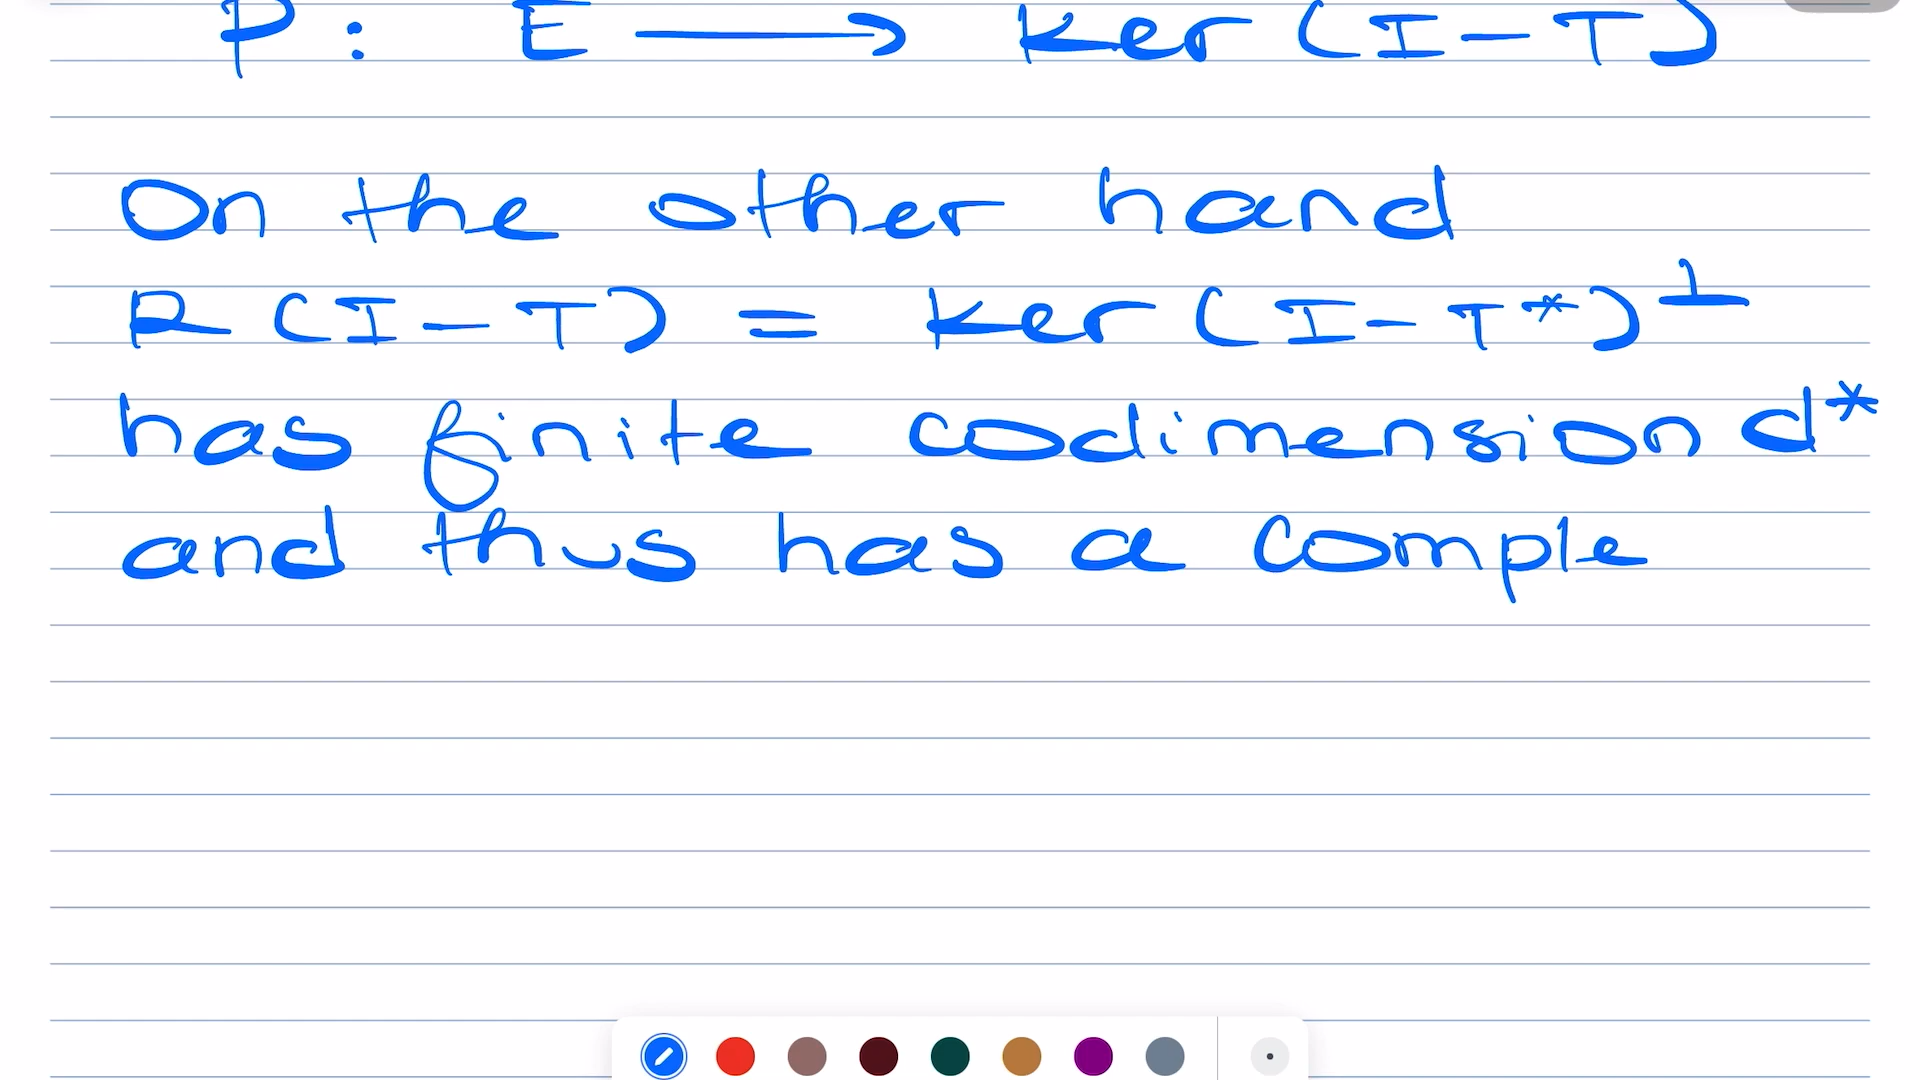 P: E ⟶ ker(I-T)
On the other hand
R(I-T) = ker(I-T*)⊥
has finite codimension d*
and thus has a comple